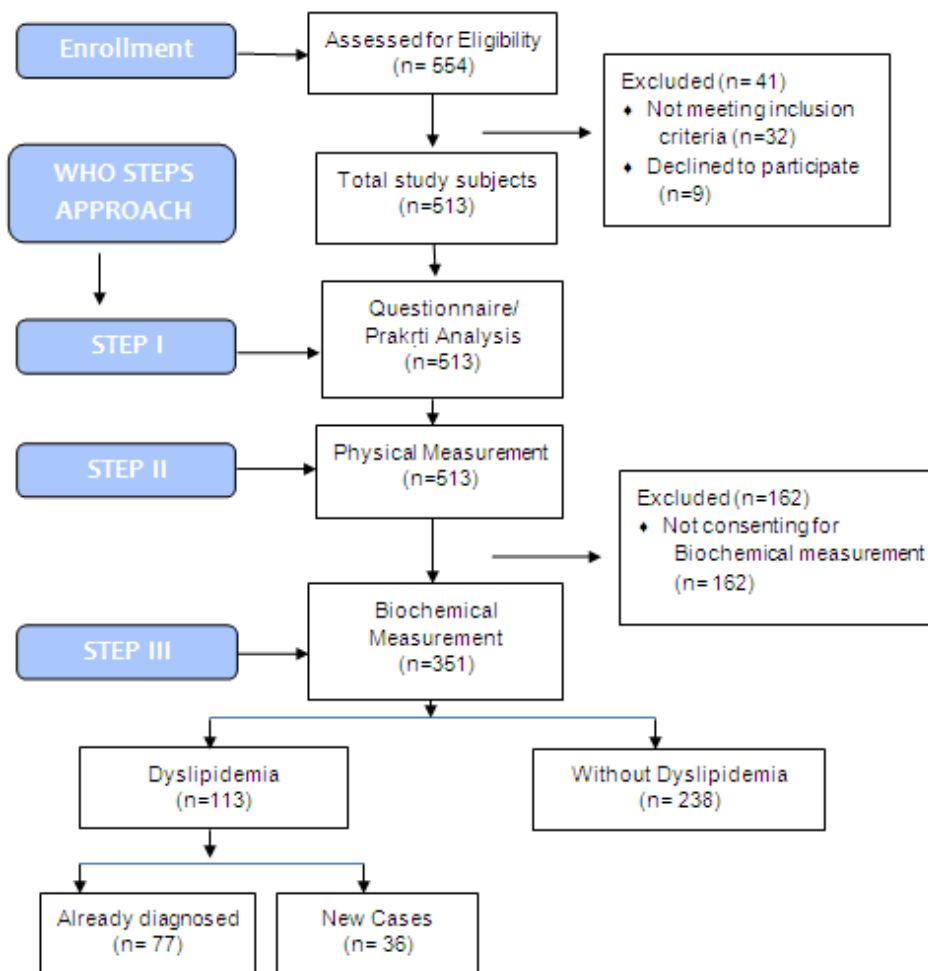 Enrollment
Assessed for Eligibility
(n= 554)
Excluded (n= 41)
♦ Not meeting inclusion
criteria (n=32)
♦ Declined to participate
(n=9)
WHO STEPS
APPROACH
Total study subjects
(n=513)
STEP I
Questionnaire/
Prakṛti Analysis
(n=513)
STEP II
Physical Measurement
(n=513)
Excluded (n=162)
♦ Not consenting for
Biochemical measurement
(n= 162)
STEP III
Biochemical
Measurement
(n=351)
Dyslipidemia
(n=113)
Without Dyslipidemia
(n= 238)
Already diagnosed
(n= 77)
New Cases
(n= 36)